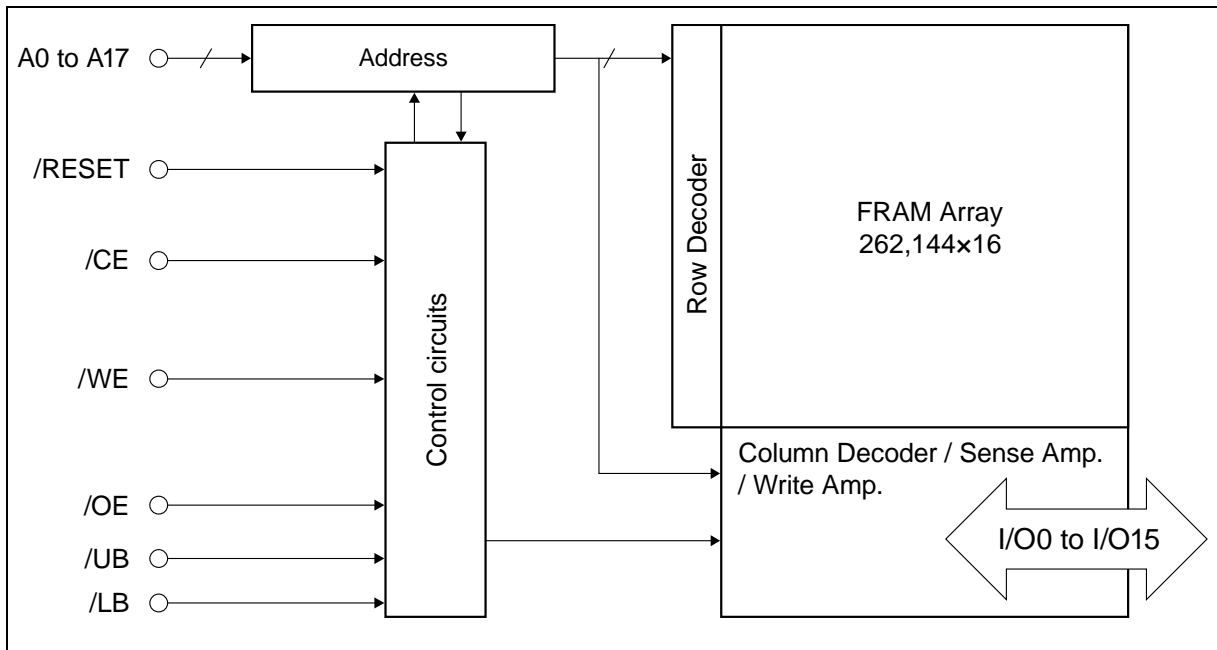 A0 to A17
Address
/RESET
/CE
/WE
/OE
/UB
/LB
Control circuits
Row Decoder
FRAM Array
262,144×16
Column Decoder / Sense Amp.
/ Write Amp.
I/O0 to I/O15